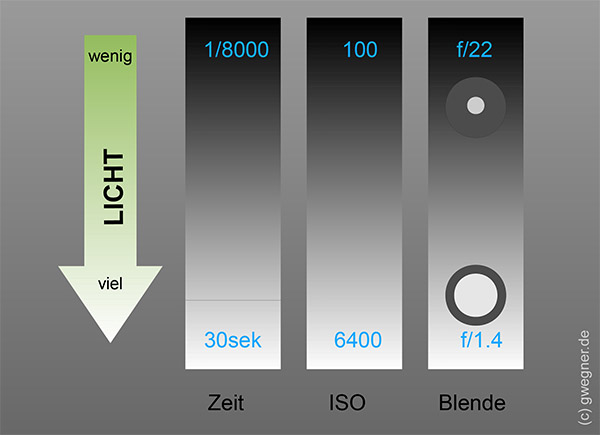 wenig
LICHT
viel
1/8000
100
f/22
30sek
6400
f/1.4
Zeit
ISO
Blende
(c) gwegner.de